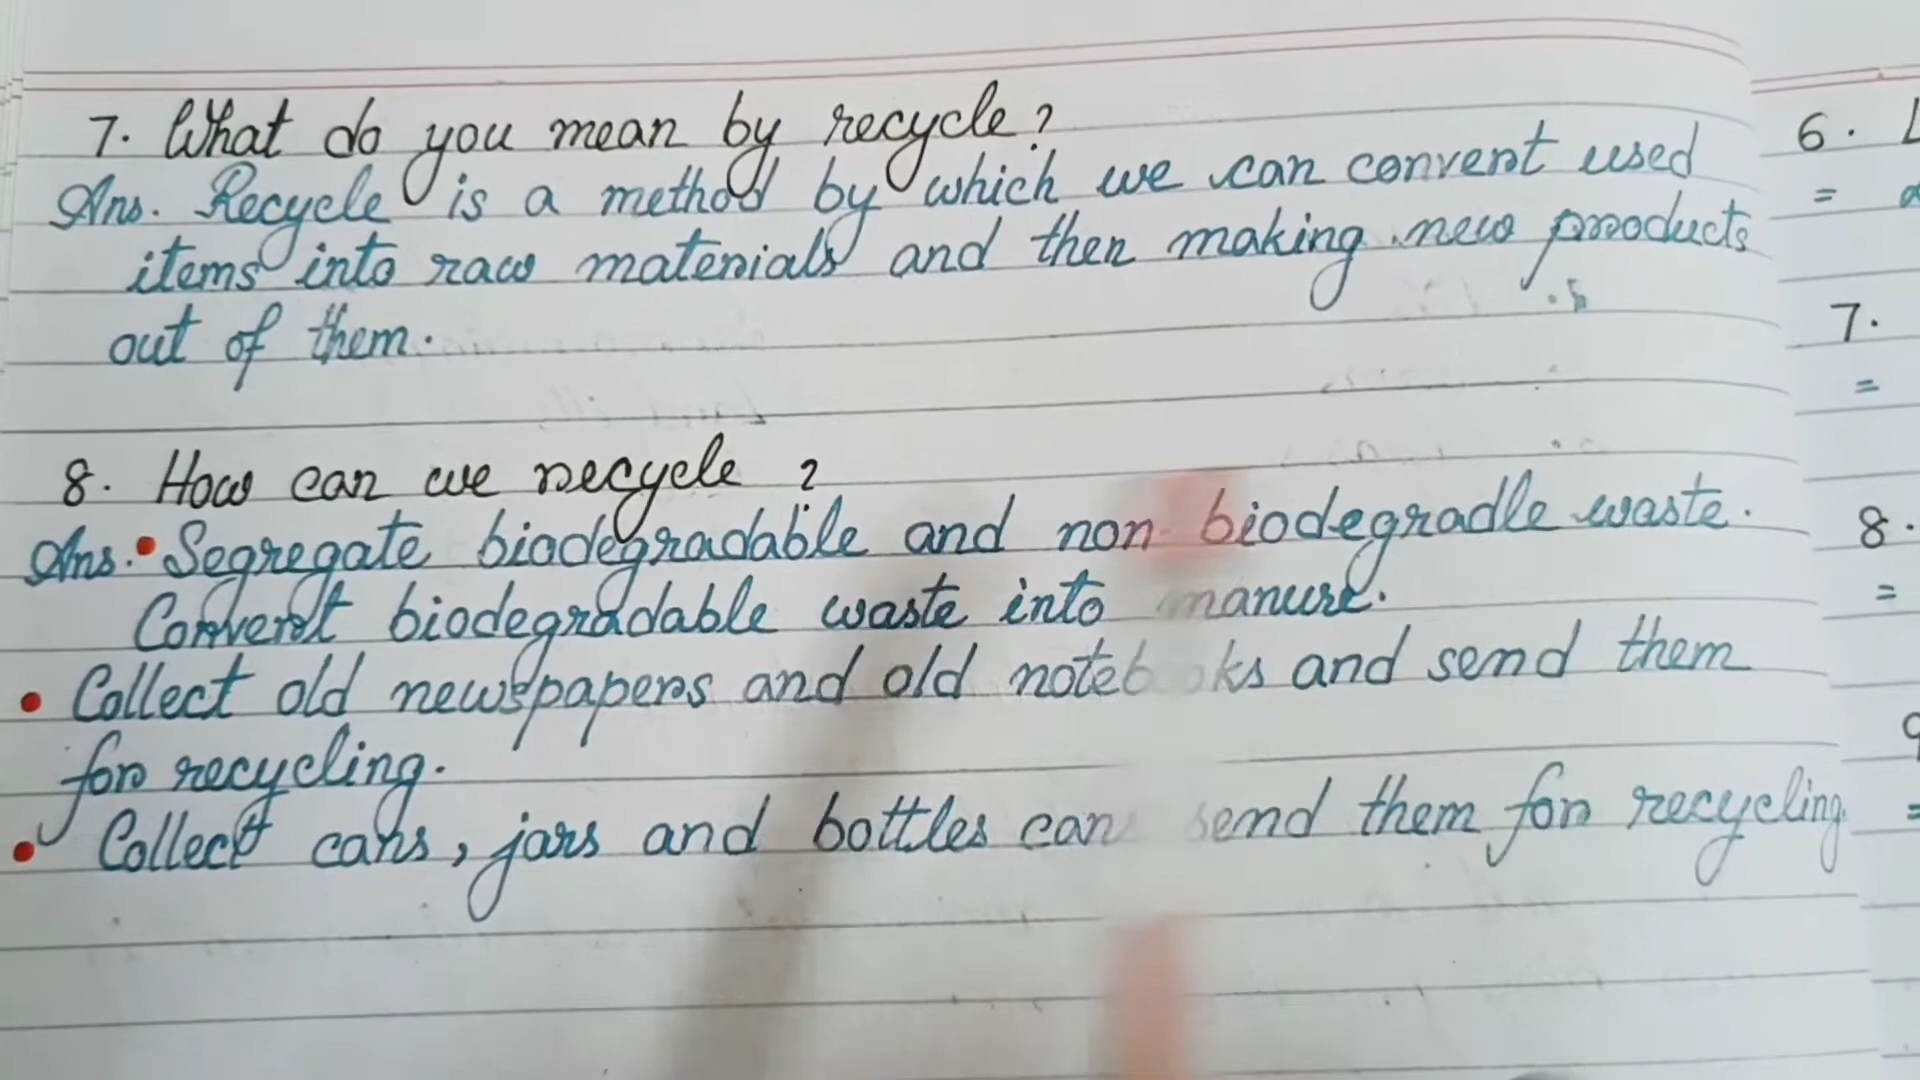 7. What do you mean by recycle?
Ans. Recycle is a method by which we can convert used
items into raw materials and then making new products
out of them.
8. How can we recycle ?
Ans. • Segregate biodegradable and non-biodegradle waste.
Convert biodegradable waste into manure.
• Collect old newspapers and old notebooks and send them
for recycling.
• Collect cans, jars and bottles can send them for recycling.
6. L
=
7.
=
8.
=
9
=